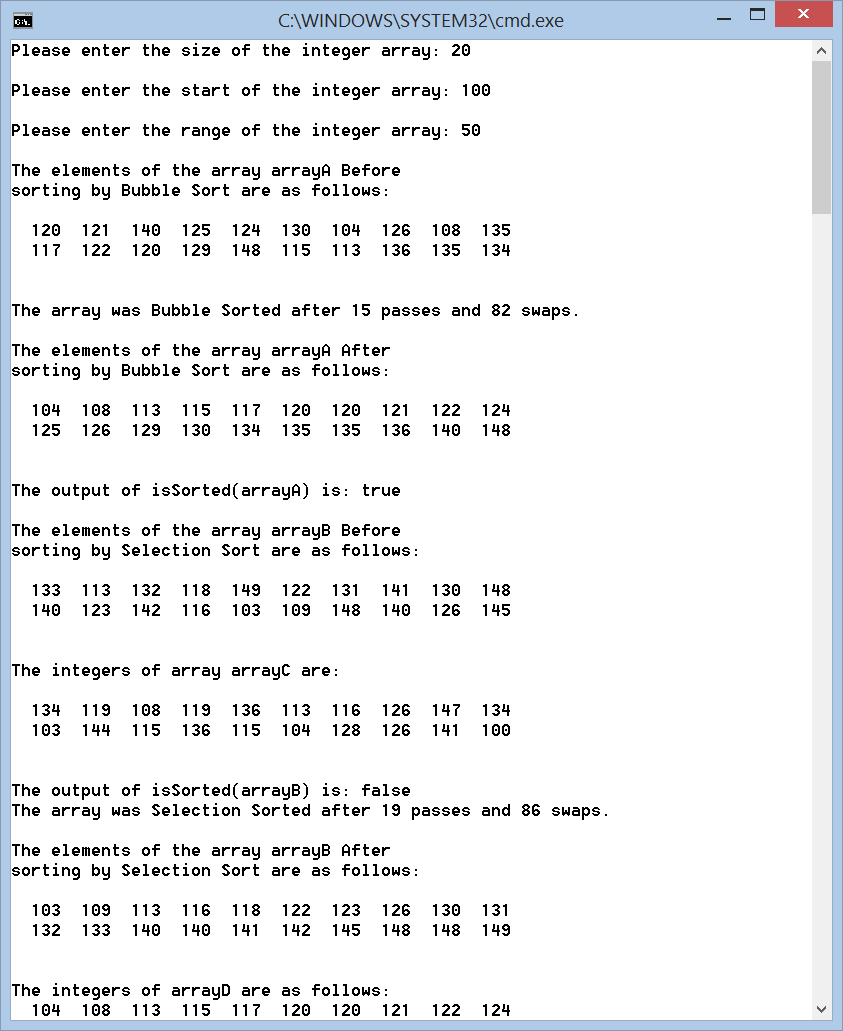 C:\WINDOWS\SYSTEM32\cmd.exe
Please enter the size of the integer array: 20
Please enter the start of the integer array: 100
Please enter the range of the integer array: 50
The elements of the array arrayA Before
sorting by Bubble Sort are as follows:
120 121 140 125 124 130 104 126 108 135
117 122 120 129 148 115 113 136 135 134
The array was Bubble Sorted after 15 passes and 82 swaps.
The elements of the array arrayA After
sorting by Bubble Sort are as follows:
104 108 113 115 117 120 120 121 122 124
125 126 129 130 134 135 135 136 140 148
The output of isSorted(arrayA) is: true
The elements of the array arrayB Before
sorting by Selection Sort are as follows:
133 113 132 118 149 122 131 141 130 148
140 123 142 116 103 109 148 140 126 145
The integers of array arrayC are:
134 119 108 119 136 113 116 126 147 134
103 144 115 136 115 104 128 126 141 100
The output of isSorted(arrayB) is: false
The array was Selection Sorted after 19 passes and 86 swaps.
The elements of the array arrayB After
sorting by Selection Sort are as follows:
103 109 113 116 118 122 123 126 130 131
132 133 140 140 141 142 145 148 148 149
The integers of arrayD are as follows:
104 108 113 115 117 120 120 121 122 124